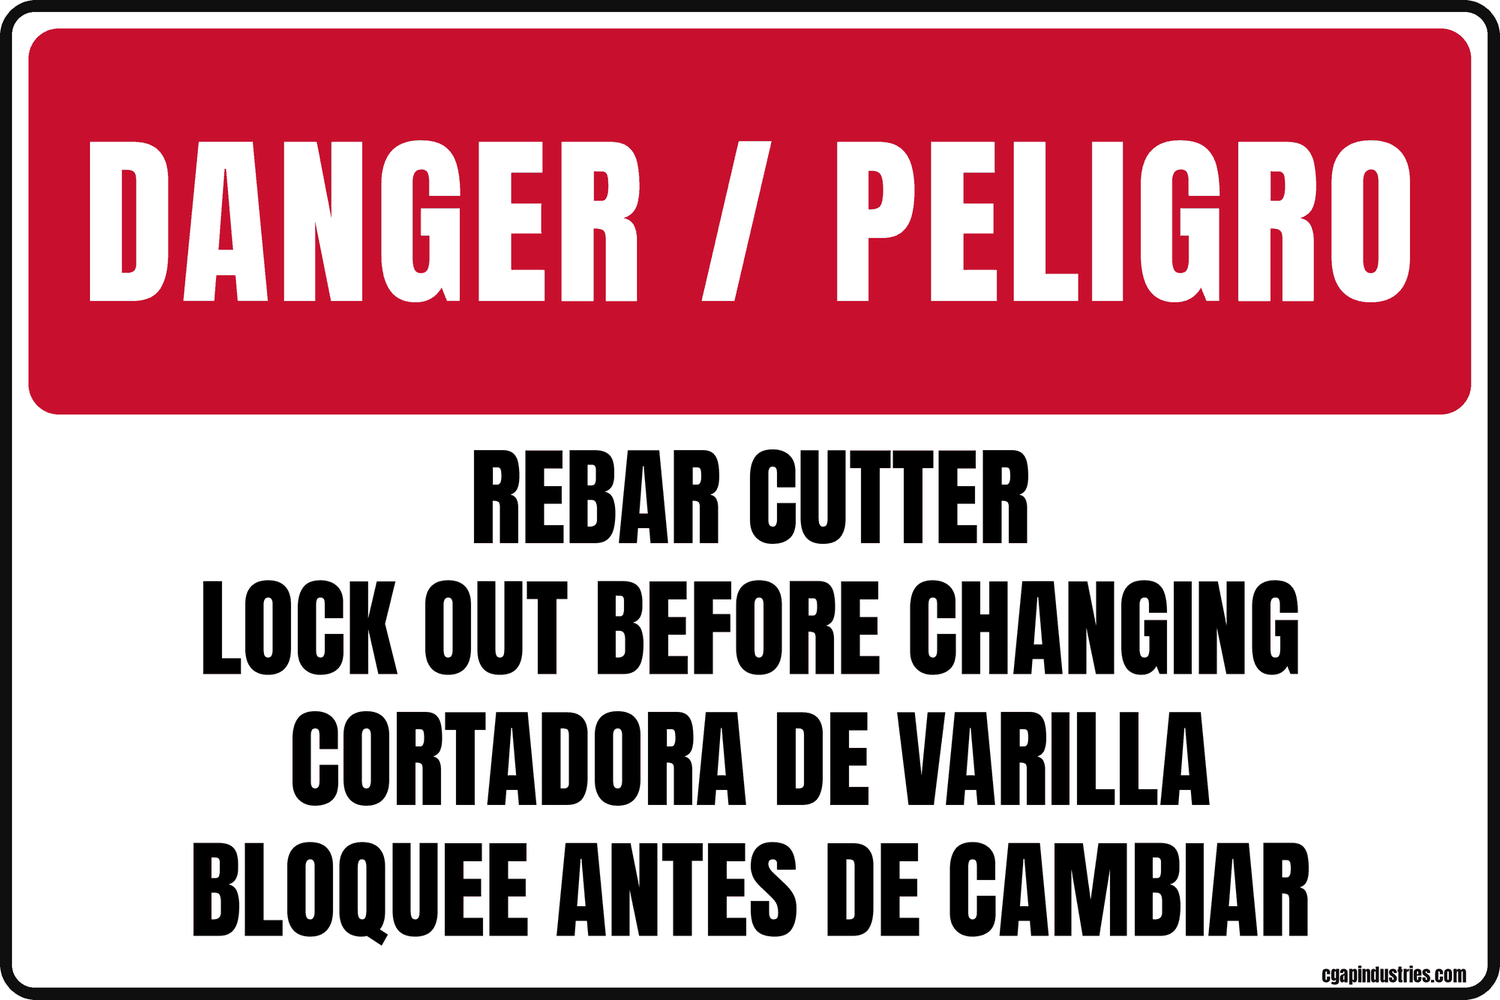 DANGER / PELIGRO
REBAR CUTTER
LOCK OUT BEFORE CHANGING
CORTADORA DE VARILLA
BLOQUEE ANTES DE CAMBIAR
cgapindustries.com